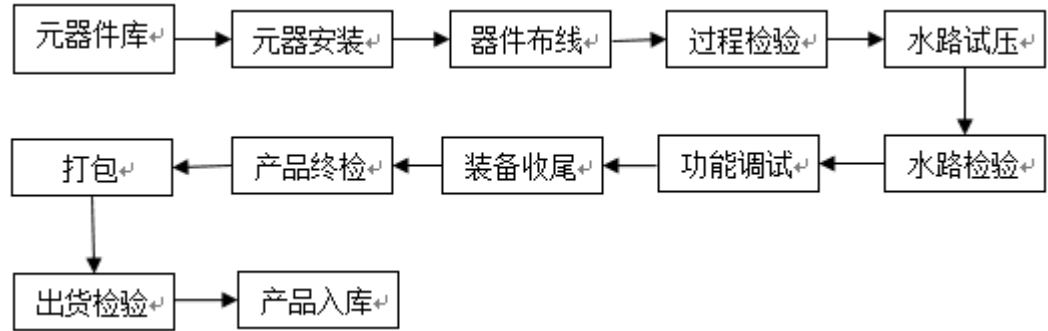 元器件库 元器安装 器件布线 过程检验 水路试压
打包 产品终检 装备收尾 功能调试 水路检验
出货检验 产品入库